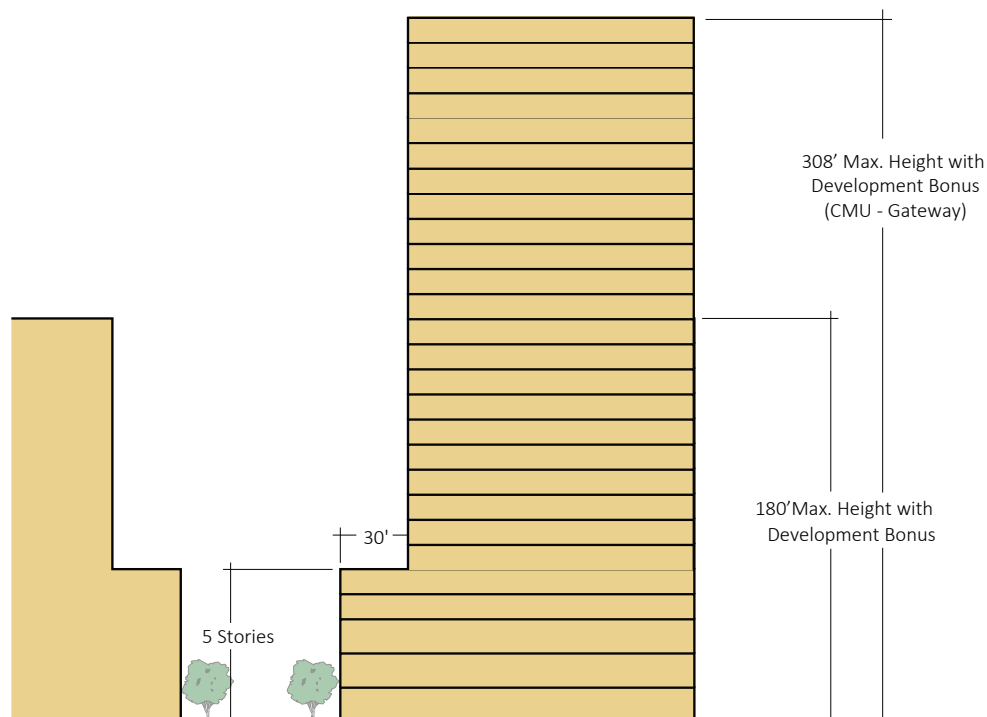 308’ Max. Height with
Development Bonus
(CMU - Gateway)
180’Max. Height with
Development Bonus
30'
5 Stories